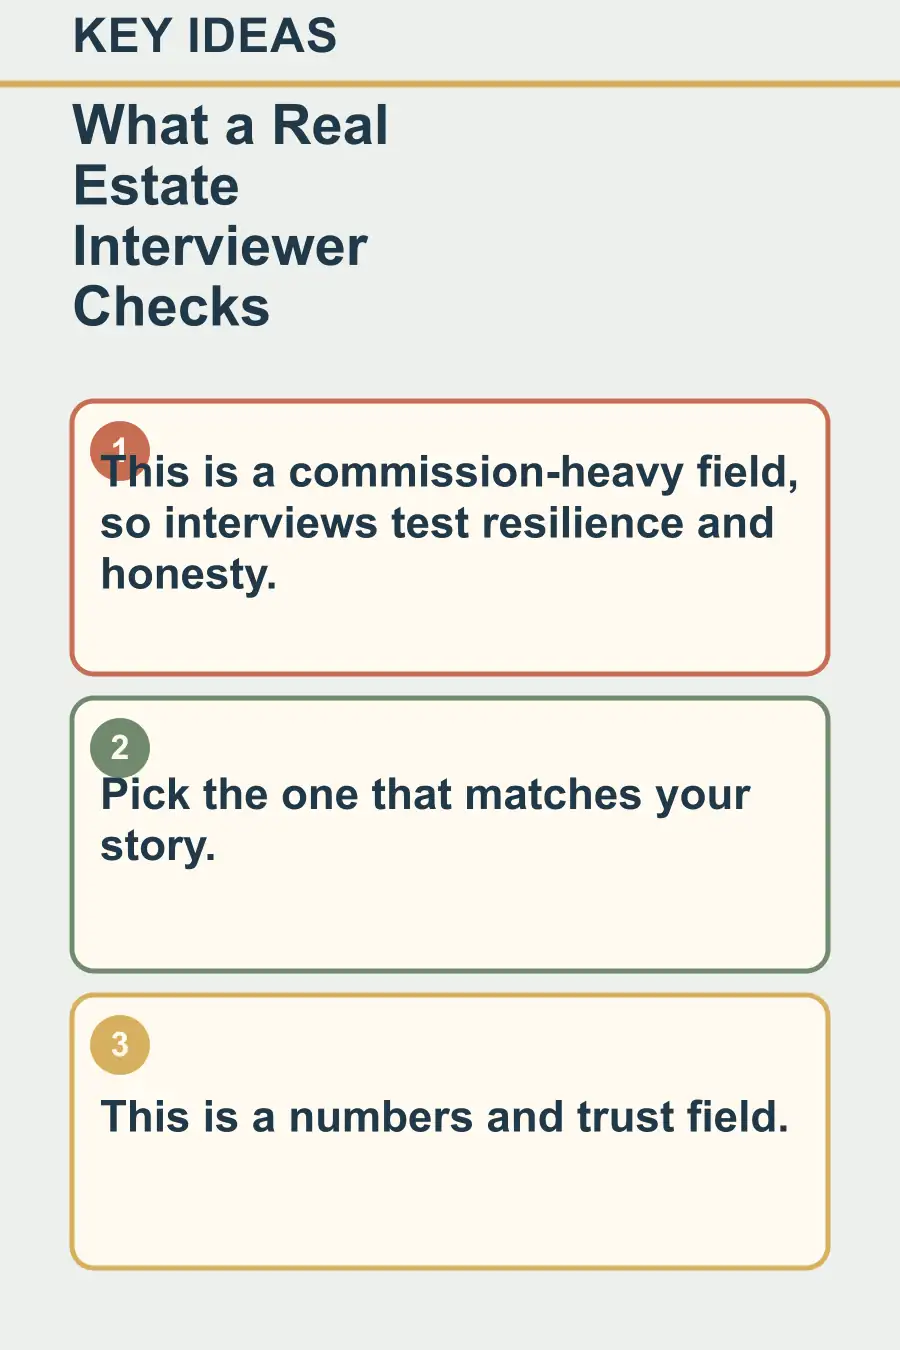 KEY IDEAS
What a Real
Estate
Interviewer
Checks
1
This is a commission-heavy field,
so interviews test resilience and
honesty.
2
Pick the one that matches your
story.
3
This is a numbers and trust field.